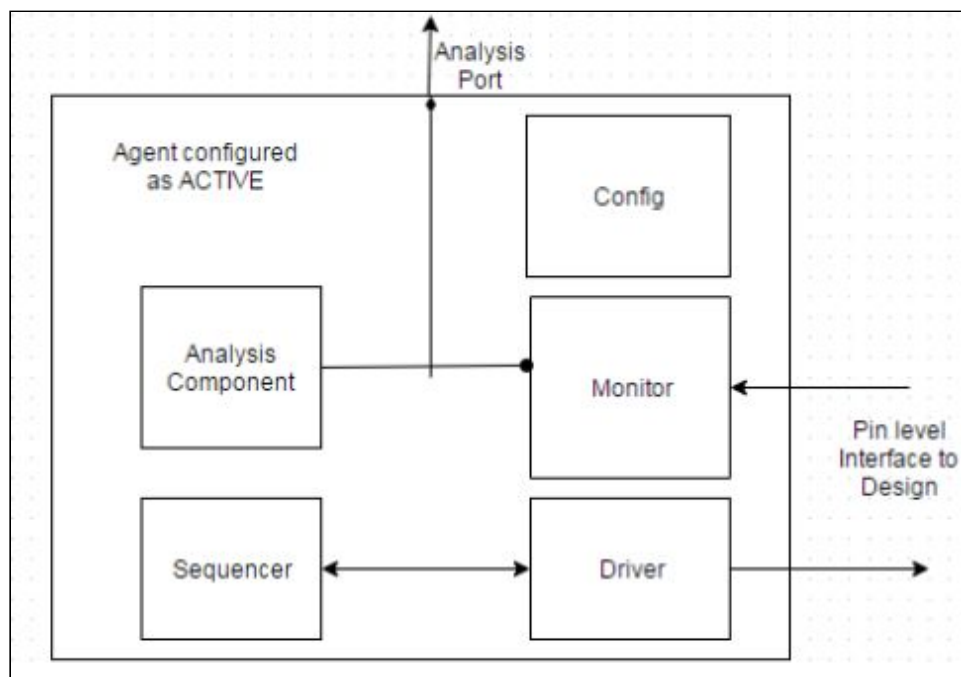 Analysis
Port
Agent configured
as ACTIVE
Config
Analysis
Component
Monitor
Pin level
Interface to
Design
Sequencer
Driver